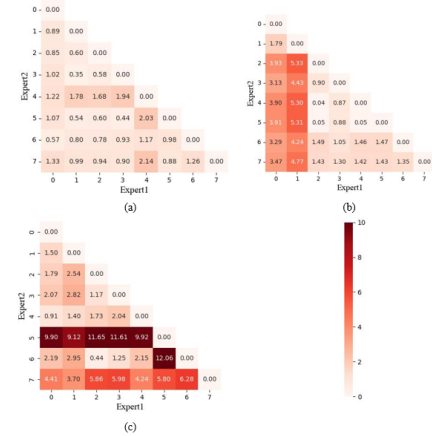 0 - 0.00
1 - 0.89 0.00
2 - 0.85 0.60 0.00
3 - 1.02 0.35 0.58 0.00
4 - 1.22 1.78 1.68 1.94 0.00
5 - 1.07 0.54 0.60 0.44 2.03 0.00
6 - 0.57 0.80 0.78 0.93 1.17 0.98 0.00
7 - 1.33 0.99 0.94 0.90 2.14 0.88 1.26 0.00
0 1 2 3 4 5 6 7
Expert2
Expert1
(a)
0 - 0.00
1 - 1.79 0.00
2 - 3.93 5.33 0.00
3 - 3.13 4.43 0.90 0.00
4 - 3.90 5.30 0.04 0.87 0.00
5 - 3.91 5.31 0.05 0.88 0.05 0.00
6 - 3.29 4.24 1.49 1.05 1.46 1.47 0.00
7 - 3.47 4.77 1.43 1.30 1.42 1.43 1.35 0.00
0 1 2 3 4 5 6 7
Expert2
Expert1
(b)
0 - 0.00
1 - 1.50 0.00
2 - 1.79 2.54 0.00
3 - 2.07 2.82 1.17 0.00
4 - 0.91 1.40 1.73 2.04 0.00
5 - 9.90 9.12 11.65 11.61 9.92 0.00
6 - 2.19 2.95 0.44 1.25 2.15 12.06 0.00
7 - 4.41 3.70 5.86 5.98 4.24 5.80 6.28 0.00
0 1 2 3 4 5 6 7
Expert2
Expert1
(c)
10
8
6
4
2
0